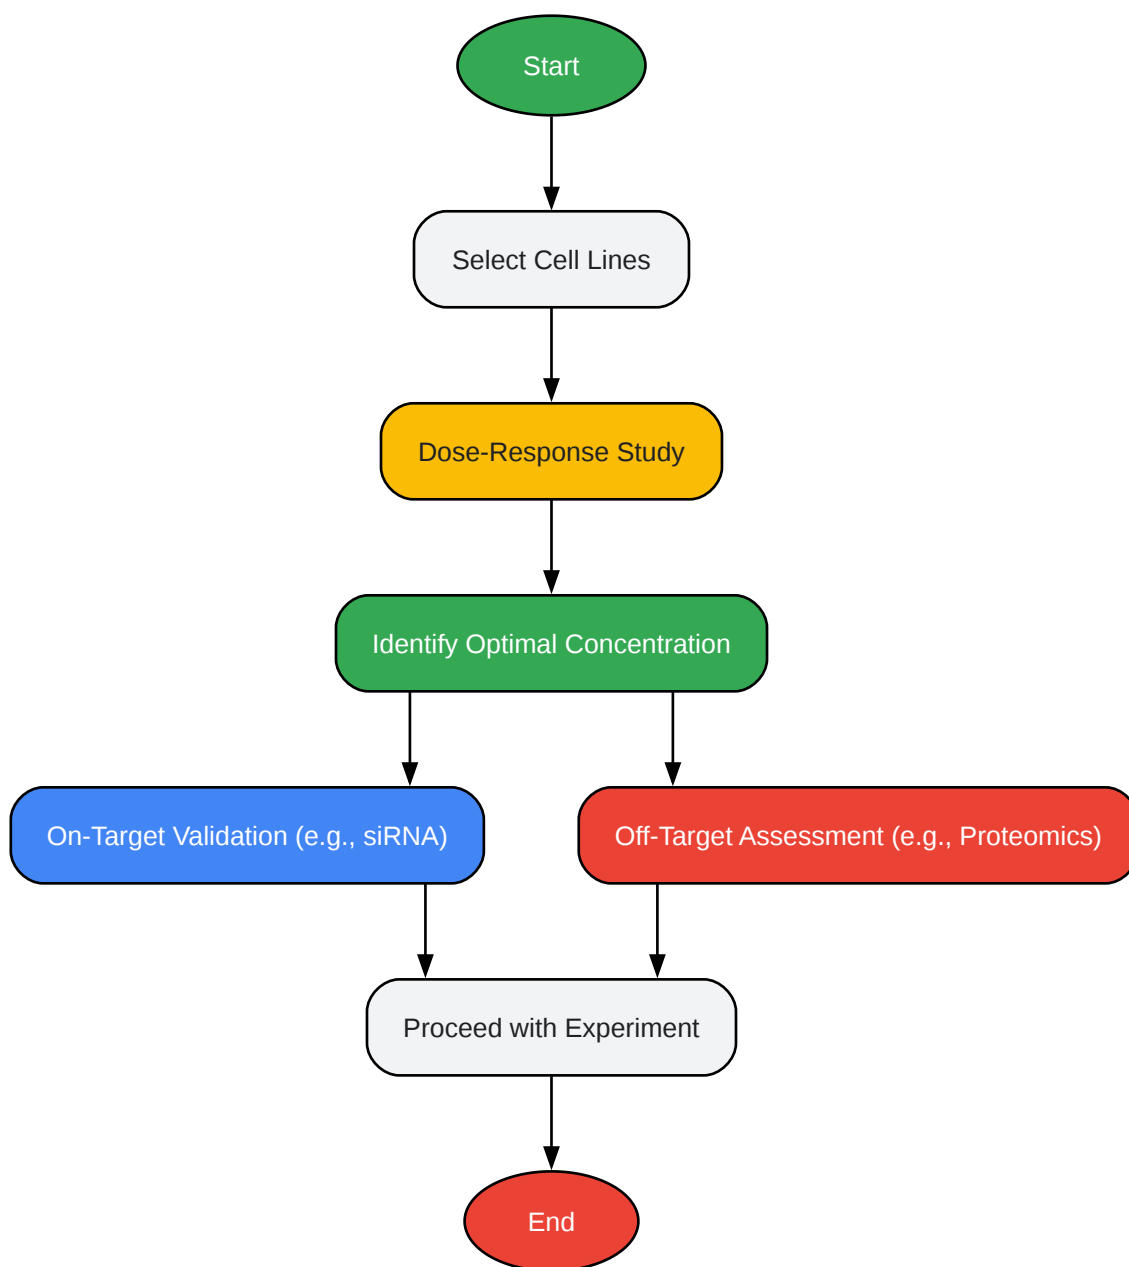 Start
Select Cell Lines
Dose-Response Study
Identify Optimal Concentration
On-Target Validation (e.g., siRNA)
Off-Target Assessment (e.g., Proteomics)
Proceed with Experiment
End